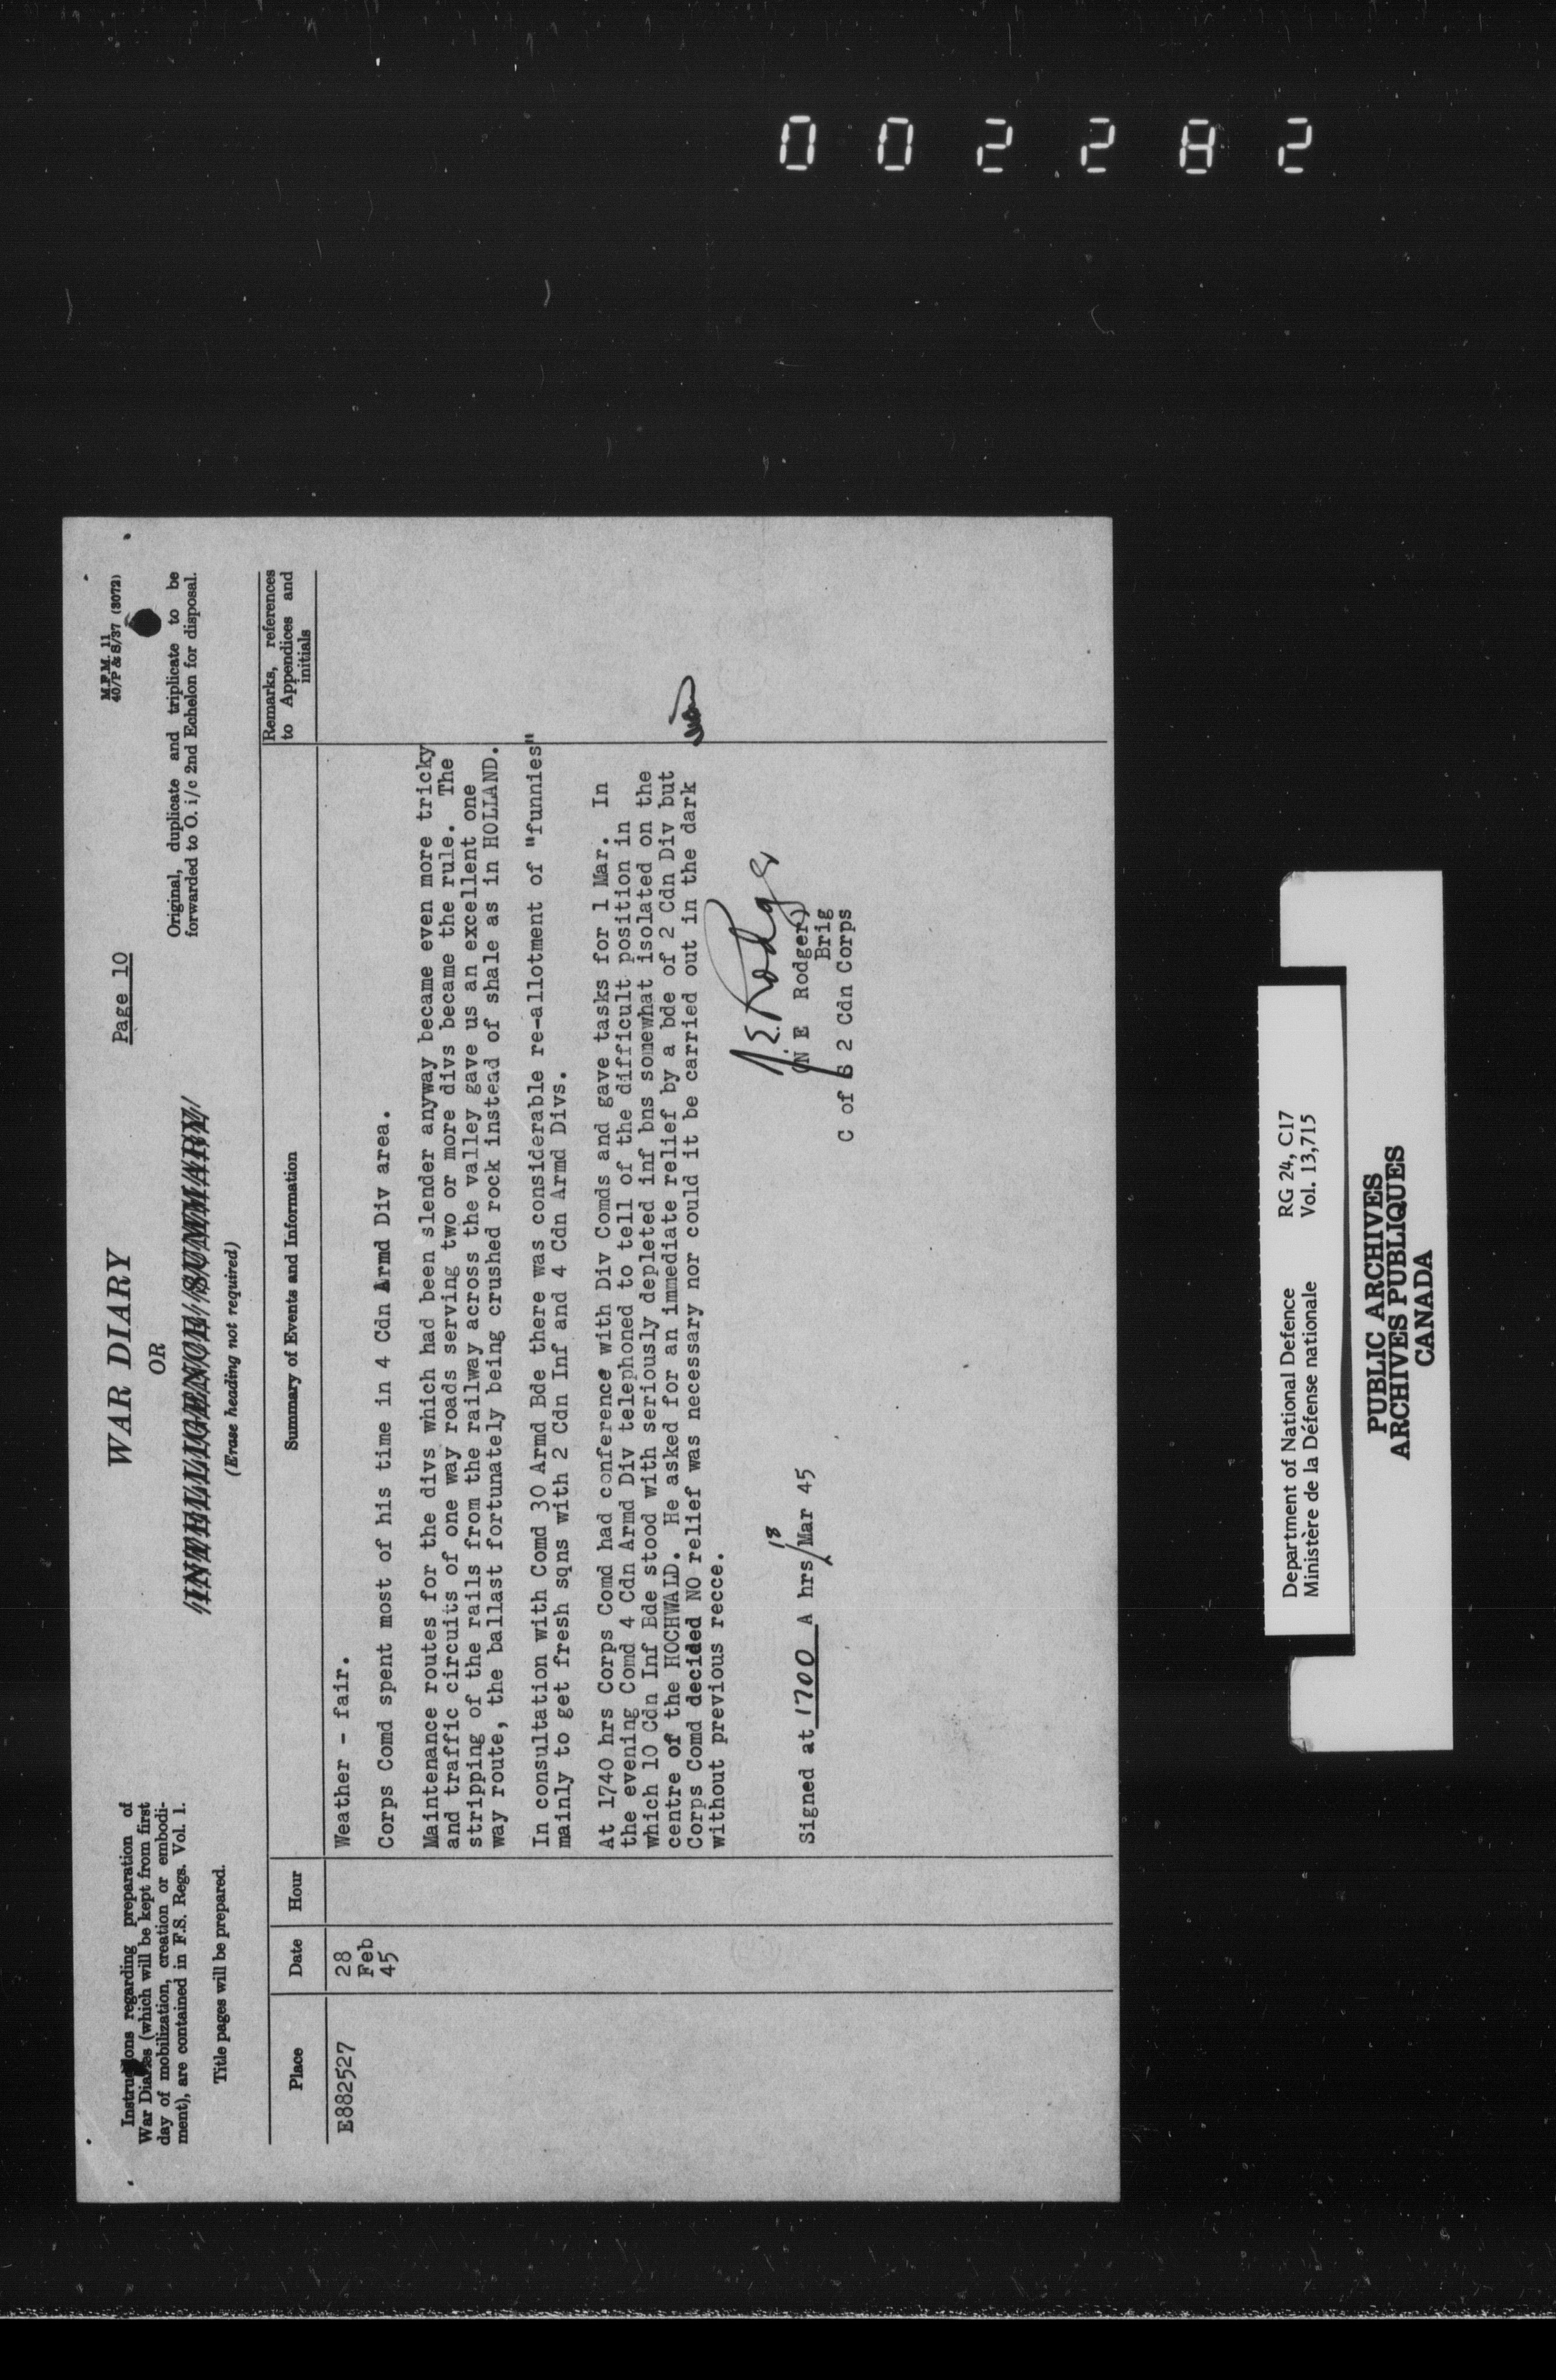 002282
Instructions regarding preparation of
War Diaries (which will be kept from first
day of mobilization, creation or embodi-
ment), are contained in F.S. Regs. Vol. 1.
Title pages will be prepared.
WAR DIARY
OR
INTELLIGENCE SUMMARY
(Erase heading not required)
Page 10
M.F.M. 11
40/P & S/37 (3072)
Original, duplicate and triplicate to be
forwarded to O. i/c 2nd Echelon for disposal.
Place
Date
Hour
Summary of Events and Information
Remarks, references
to Appendices and
initials
E882527
28
Feb
45
Weather - fair.
Corps Comd spent most of his time in 4 Cdn Armd Div area.
Maintenance routes for the divs which had been slender anyway became even more tricky
and traffic circuits of one way roads serving two or more divs became the rule. The
stripping of the rails from the railway across the valley gave us an excellent one
way route, the ballast fortunately being crushed rock instead of shale as in HOLLAND.
In consultation with Comd 30 Armd Bde there was considerable re-allotment of "funnies"
mainly to get fresh sqns with 2 Cdn Inf and 4 Cdn Armd Divs.
At 1740 hrs Corps Comd had conference with Div Comds and gave tasks for 1 Mar. In
the evening Comd 4 Cdn Armd Div telephoned to tell of the difficult position in
which 10 Cdn Inf Bde stood with seriously depleted inf bns somewhat isolated on the
centre of the HOCHWALD. He asked for an immediate relief by a bde of 2 Cdn Div but
Corps Comd decided NO relief was necessary nor could it be carried out in the dark
without previous recce.
N.E. Rodger
(N E Rodger)
Brig
C of S 2 Cdn Corps
Signed at 1700 A hrs/18 Mar 45
Department of National Defence RG 24, C17
Ministère de la Défense nationale Vol. 13,715
PUBLIC ARCHIVES
ARCHIVES PUBLIQUES
CANADA